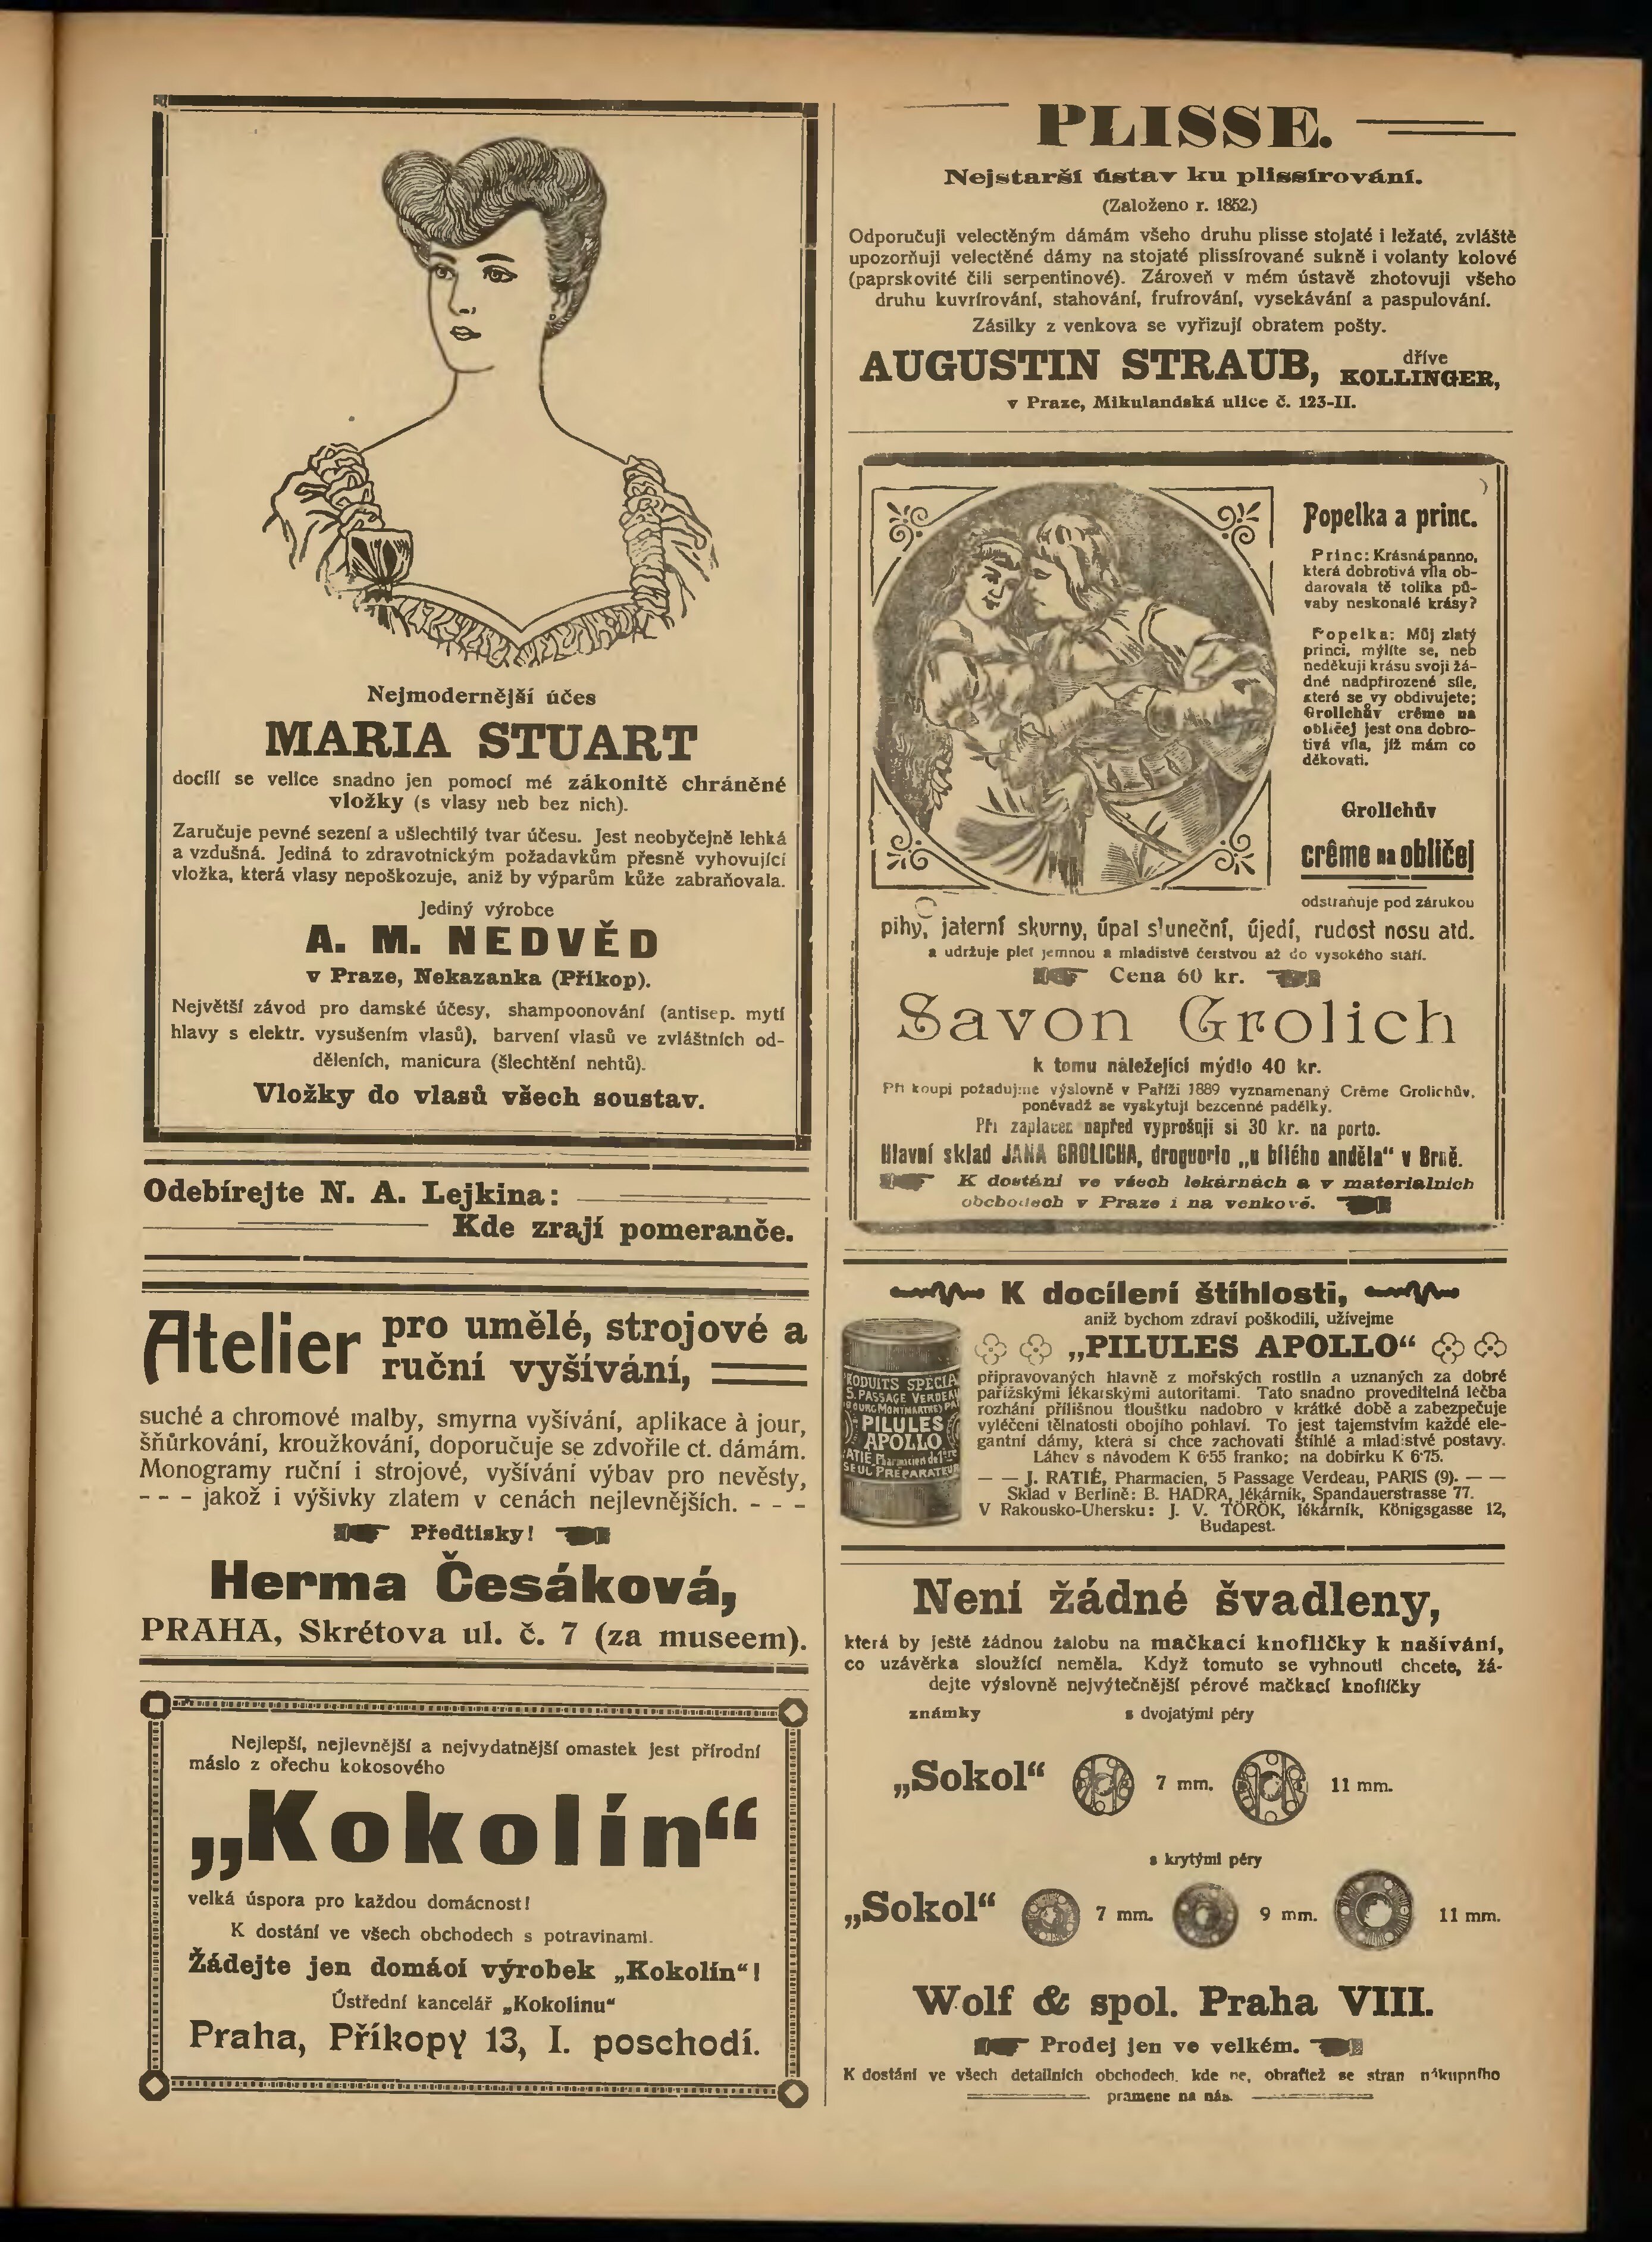 Nejmodernější účes
MARIA STUART
docílí se velice snadno jen pomocí mé zákonitě chráněné
vložky (s vlasy neb bez nich).
Zaručuje pevné sezení a ušlechtilý tvar účesu. Jest neobyčejně lehká
a vzdušná. Jediná to zdravotnickým požadavkům přesně vyhovující
vložka, která vlasy nepoškozuje, aniž by výparům kůže zabraňovala.
Jediný výrobce
A. M. NEDVĚD
v Praze, Nekazanka (Příkop).
Největší závod pro damské účesy, shampoonování (antisep. mytí
hlavy s elektr. vysušením vlasů), barvení vlasů ve zvláštních od-
děleních, manicura (šlechtění nehtů).
Vložky do vlasů všech soustav.
Odebírejte N. A. Lejkina:
Kde zrají pomeranče.
Atelier pro umělé, strojové a
ruční vyšívání,
suché a chromové malby, smyrna vyšívání, aplikace à jour,
šňůrkování, kroužkování, doporučuje se zdvořile ct. dámám.
Monogramy ruční i strojové, vyšívání výbav pro nevěsty,
- - - jakož i výšivky zlatem v cenách nejlevnějších. - - -
Předtisky!
Herma Česáková,
PRAHA, Skrétova ul. č. 7 (za museem).
Nejlepší, nejlevnější a nejvydatnější omastek jest přírodní
máslo z ořechu kokosového
„Kokolín“
velká úspora pro každou domácnost!
K dostání ve všech obchodech s potravinami.
Žádejte jen domácí výrobek „Kokolín“!
Ústřední kancelář „Kokolinu“
Praha, Příkopy 13, I. poschodí.
PLISSE.
Nejstarší ústav ku plissírování.
(Založeno r. 1852.)
Odporučuji velectěným dámám všeho druhu plisse stojaté i ležaté, zvláště
upozorňuji velectěné dámy na stojaté plissírované sukně i volanty kolové
(paprskovité čili serpentinové). Zároveň v mém ústavě zhotovuji všeho
druhu kuvrírování, stahování, frufrování, vysekávání a paspulování.
Zásilky z venkova se vyřizují obratem pošty.
AUGUSTIN STRAUB, dříve
KOLLINGER,
v Praze, Mikulandská ulice č. 123-II.
Popelka a princ.
Princ: Krásná panno,
která dobrotivá víla ob-
darovala tě tolika pů-
vaby neskonalé krásy?
Popelka: Můj zlatý
princi, mýlíte se, neb
neděkuji krásu svoji žá-
dné nadpřirozené síle,
které se vy obdivujete;
Grolichův crême na
obličej jest ona dobro-
tivá víla, jíž mám co
děkovati.
Grolichův
crême na obličej
odstraňuje pod zárukou
pihy, jaterní skvrny, úpal sluneční, újedí, rudost nosu atd.
a udržuje pleť jemnou a mladistvě čerstvou až do vysokého stáří.
Cena 60 kr.
Savon Grolich
k tomu náležející mýdlo 40 kr.
Při koupi požadujme výslovně v Paříži 1889 vyznamenaný Crême Grolichův,
poněvadž se vyskytují bezcenné padělky.
Při zaplacení napřed vyprošuji si 30 kr. na porto.
Hlavní sklad JANA GROLICHA, droguerie „u bílého anděla“ v Brně.
K dostání ve všech lekárnách a v materialních
obchodech v Praze i na venkově.
K docílení štíhlosti,
aniž bychom zdraví poškodili, užívejme
„PILULES APOLLO“
připravovaných hlavně z mořských rostlin a uznaných za dobré
pařížskými lékařskými autoritami. Tato snadno proveditelná léčba
rozhání přílišnou tloušťku nadobro v krátké době a zabezpečuje
vyléčení tělnatosti obojího pohlaví. To jest tajemstvím každé ele-
gantní dámy, která si chce zachovati štíhlé a mladistvé postavy.
Láhev s návodem K 6·55 franko; na dobírku K 6·75.
— — J. RATIÉ, Pharmacien, 5 Passage Verdeau, PARIS (9). — —
Sklad v Berlíně: B. HADRA, lékárník, Spandauerstrasse 77.
V Rakousko-Uhersku: J. V. TÖRÖK, lékárník, Königsgasse 12,
Budapest.
RODUITS SPÉCIA
5. PASSAGE VERDEAU
BOURG MONTMARTRE) PA
PILULES
APOLLO
RATIÉ Pharmacien de 1re
SEUL PRÉPARATEUR
Není žádné švadleny,
která by ještě žádnou žalobu na mačkací knoflíčky k našívání,
co uzávěrka sloužící neměla. Když tomuto se vyhnouti chcete, žá-
dejte výslovně nejvýtečnější pérové mačkací knoflíčky
známky s dvojatými péry
„Sokol“ 7 mm. 11 mm.
s krytými péry
„Sokol“ 7 mm. 9 mm. 11 mm.
Wolf & spol. Praha VIII.
Prodej jen ve velkém.
K dostání ve všech detailních obchodech, kde ne, obraťtež se stran nákupního
pramene na nás.